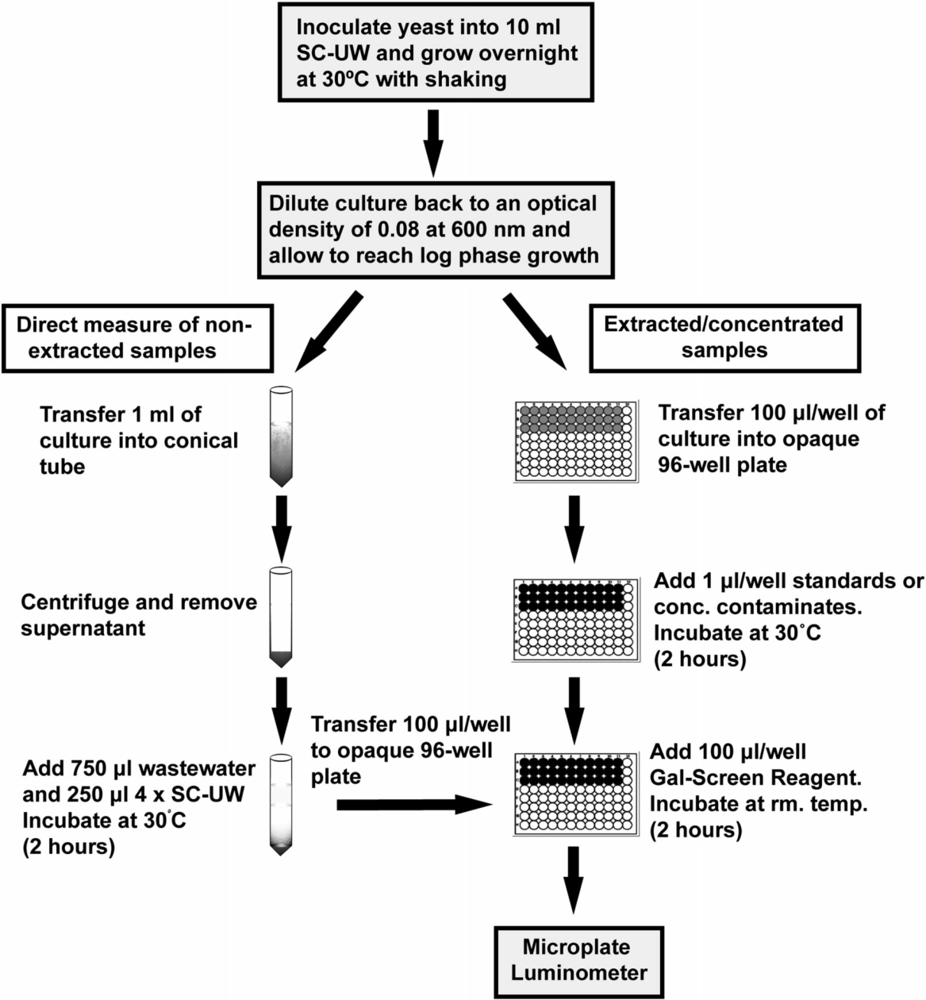 Inoculate yeast into 10 ml
SC-UW and grow overnight
at 30ºC with shaking
Dilute culture back to an optical
density of 0.08 at 600 nm and
allow to reach log phase growth
Direct measure of non-
extracted samples
Extracted/concentrated
samples
Transfer 1 ml of
culture into conical
tube
Transfer 100 µl/well of
culture into opaque
96-well plate
Centrifuge and remove
supernatant
Add 1 µl/well standards or
conc. contaminates.
Incubate at 30˚C
(2 hours)
Add 750 µl wastewater
and 250 µl 4 x SC-UW
Incubate at 30˚C
(2 hours)
Transfer 100 µl/well
to opaque 96-well
plate
Add 100 µl/well
Gal-Screen Reagent.
Incubate at rm. temp.
(2 hours)
Microplate
Luminometer